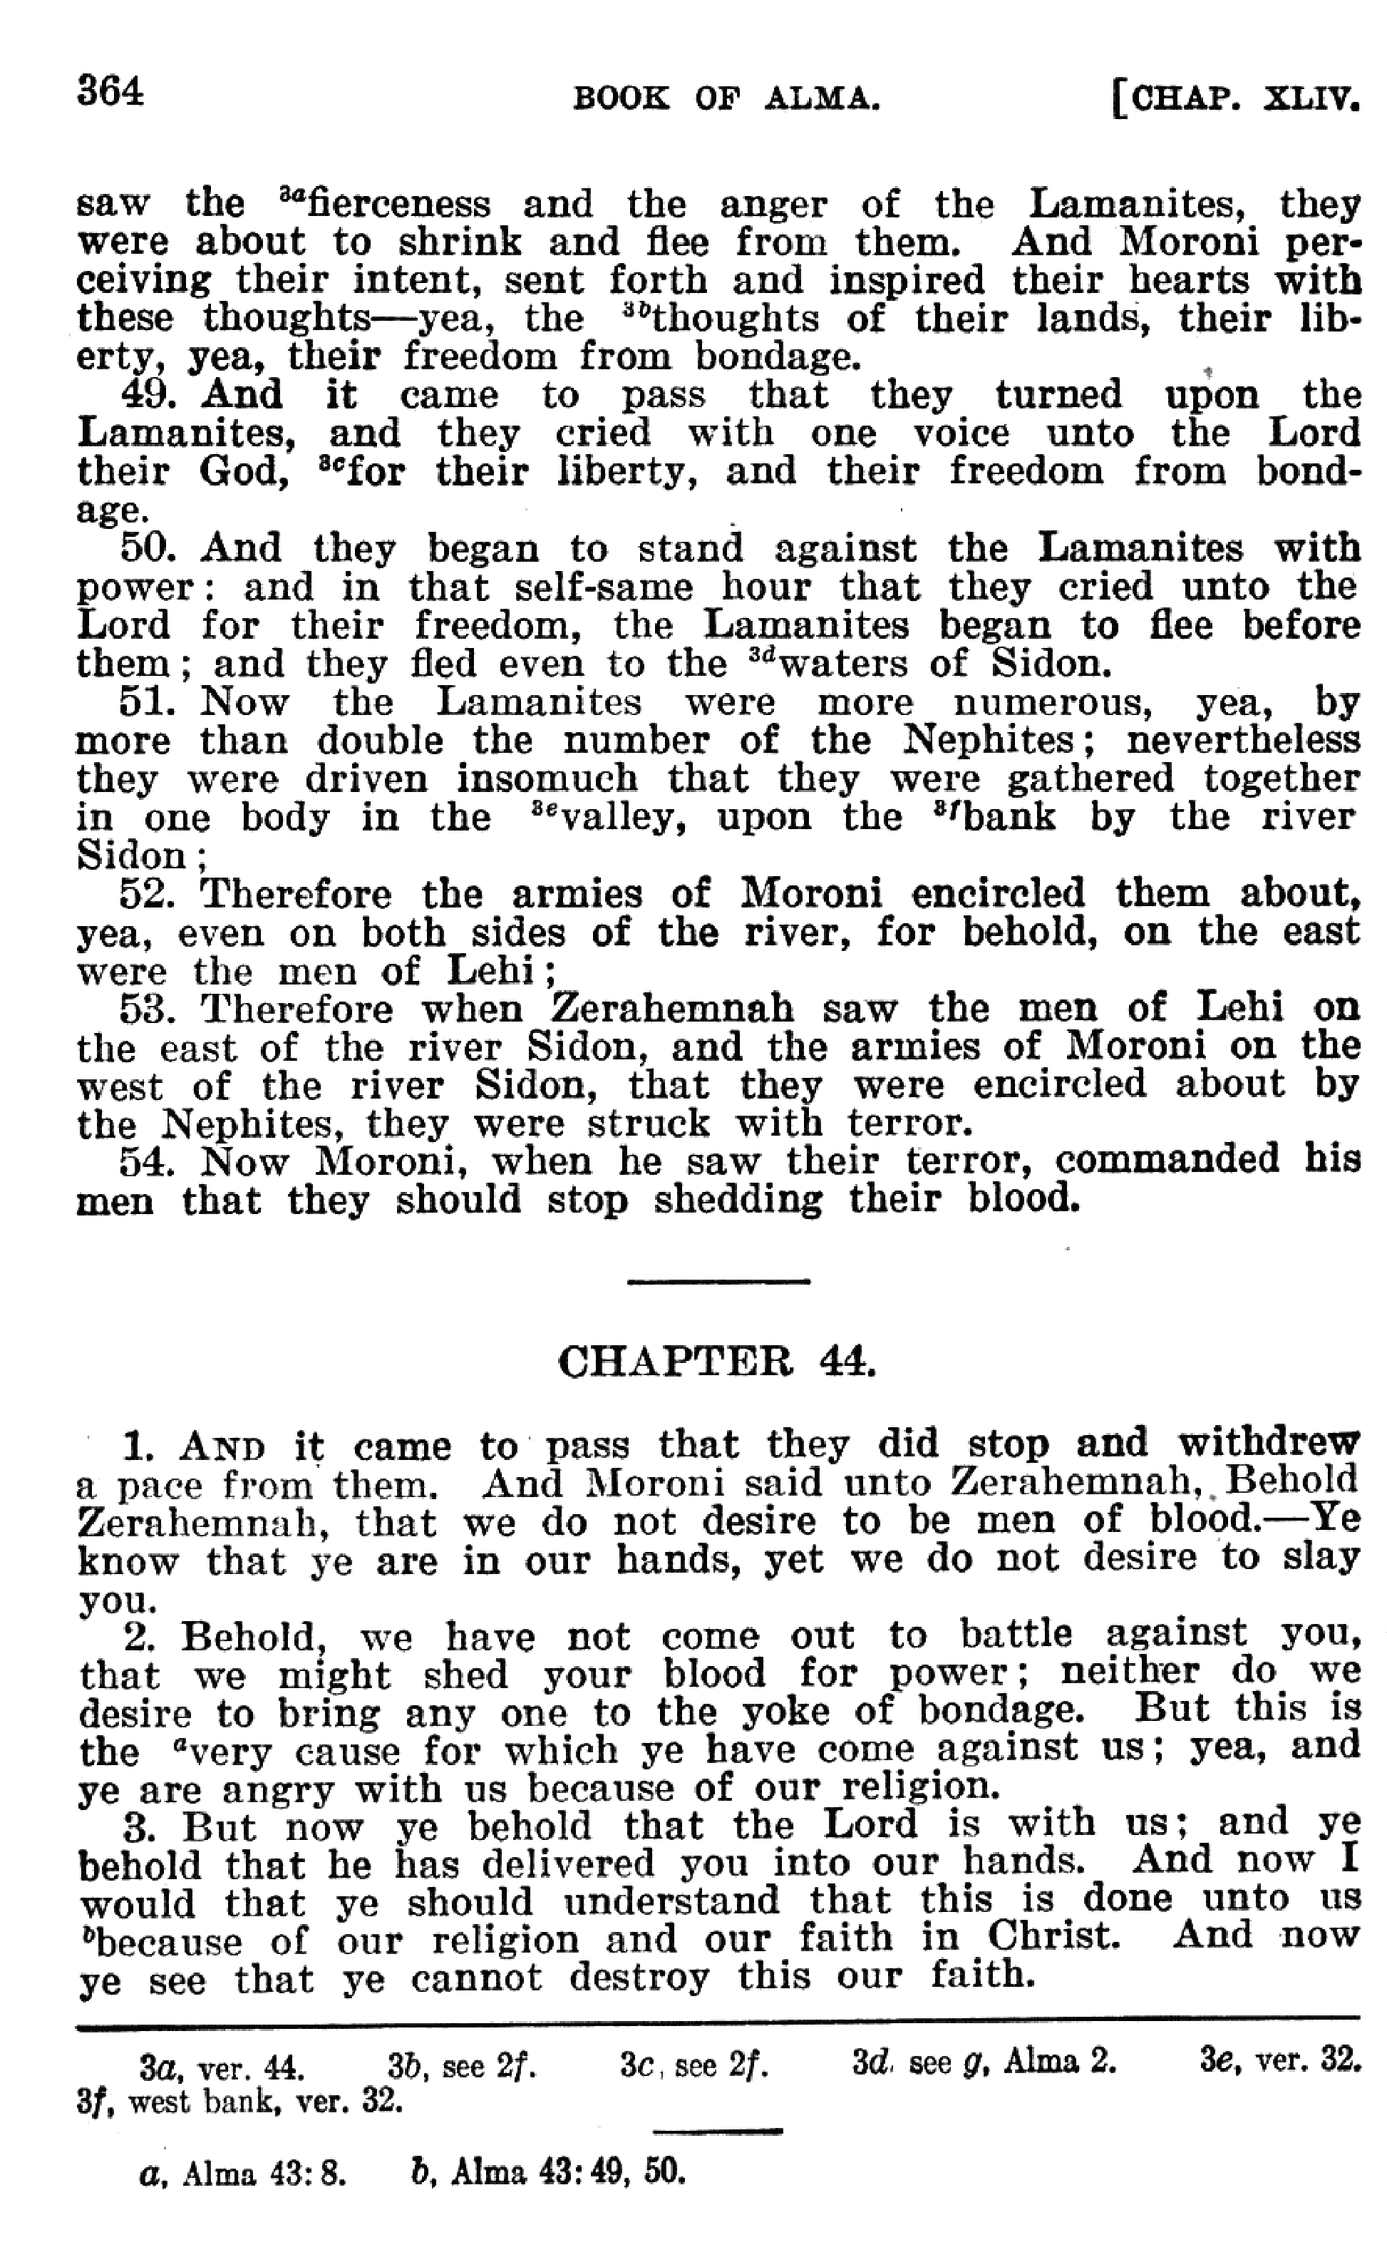 364 BOOK OF ALMA. [CHAP. XLIV.
saw the 3afierceness and the anger of the Lamanites, they
were about to shrink and flee from them. And Moroni per-
ceiving their intent, sent forth and inspired their hearts with
these thoughts—yea, the 3bthoughts of their lands, their lib-
erty, yea, their freedom from bondage.
49. And it came to pass that they turned upon the
Lamanites, and they cried with one voice unto the Lord
their God, 3cfor their liberty, and their freedom from bond-
age.
50. And they began to stand against the Lamanites with
power: and in that self-same hour that they cried unto the
Lord for their freedom, the Lamanites began to flee before
them; and they fled even to the 3dwaters of Sidon.
51. Now the Lamanites were more numerous, yea, by
more than double the number of the Nephites; nevertheless
they were driven insomuch that they were gathered together
in one body in the 3evalley, upon the 3fbank by the river
Sidon;
52. Therefore the armies of Moroni encircled them about,
yea, even on both sides of the river, for behold, on the east
were the men of Lehi;
53. Therefore when Zerahemnah saw the men of Lehi on
the east of the river Sidon, and the armies of Moroni on the
west of the river Sidon, that they were encircled about by
the Nephites, they were struck with terror.
54. Now Moroni, when he saw their terror, commanded his
men that they should stop shedding their blood.
CHAPTER 44.
1. AND it came to pass that they did stop and withdrew
a pace from them. And Moroni said unto Zerahemnah, Behold
Zerahemnah, that we do not desire to be men of blood.—Ye
know that ye are in our hands, yet we do not desire to slay
you.
2. Behold, we have not come out to battle against you,
that we might shed your blood for power; neither do we
desire to bring any one to the yoke of bondage. But this is
the avery cause for which ye have come against us; yea, and
ye are angry with us because of our religion.
3. But now ye behold that the Lord is with us; and ye
behold that he has delivered you into our hands. And now I
would that ye should understand that this is done unto us
bbecause of our religion and our faith in Christ. And now
ye see that ye cannot destroy this our faith.
3a, ver. 44. 3b, see 2f. 3c, see 2f. 3d. see g, Alma 2. 3e, ver. 32.
3f, west bank, ver. 32.
a, Alma 43:8. b, Alma 43:49, 50.